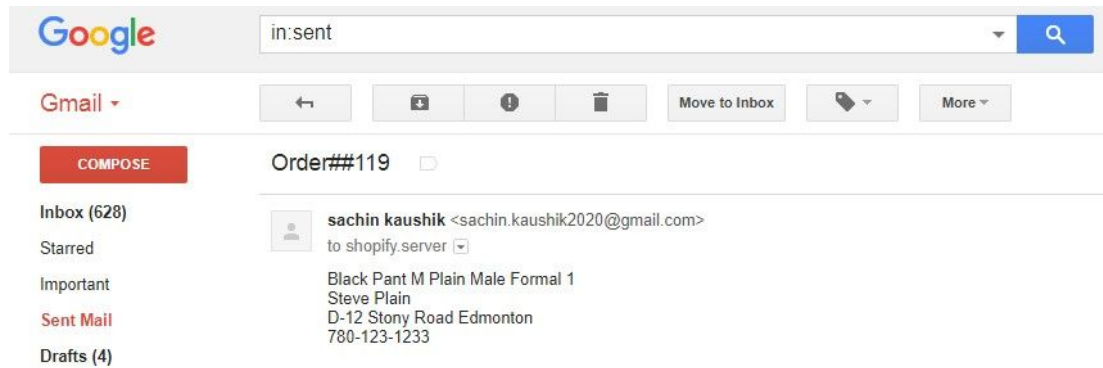 Google
in:sent
Gmail
Move to Inbox
More
COMPOSE
Order##119
Inbox (628)
Starred
Important
Sent Mail
Drafts (4)
sachin kaushik <sachin.kaushik2020@gmail.com>
to shopify.server
Black Pant M Plain Male Formal 1
Steve Plain
D-12 Stony Road Edmonton
780-123-1233